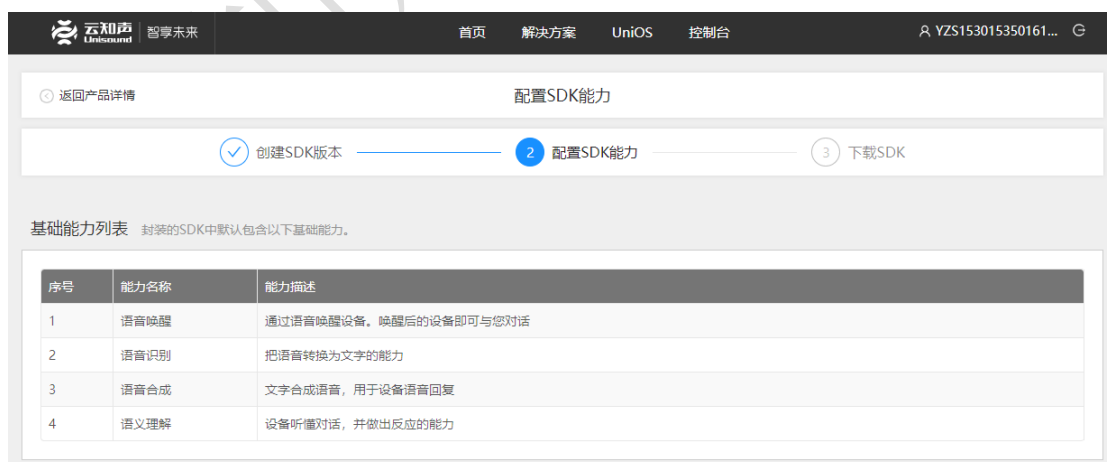 云知声 Unisound 智享未来 首页 解决方案 UniOS 控制台 YZS153015350161...
返回产品详情 配置SDK能力
创建SDK版本 2 配置SDK能力 3 下载SDK
基础能力列表 封装的SDK中默认包含以下基础能力。
序号 能力名称 能力描述
1 语音唤醒 通过语音唤醒设备。唤醒后的设备即可与您对话
2 语音识别 把语音转换为文字的能力
3 语音合成 文字合成语音，用于设备语音回复
4 语义理解 设备听懂对话，并做出反应的能力